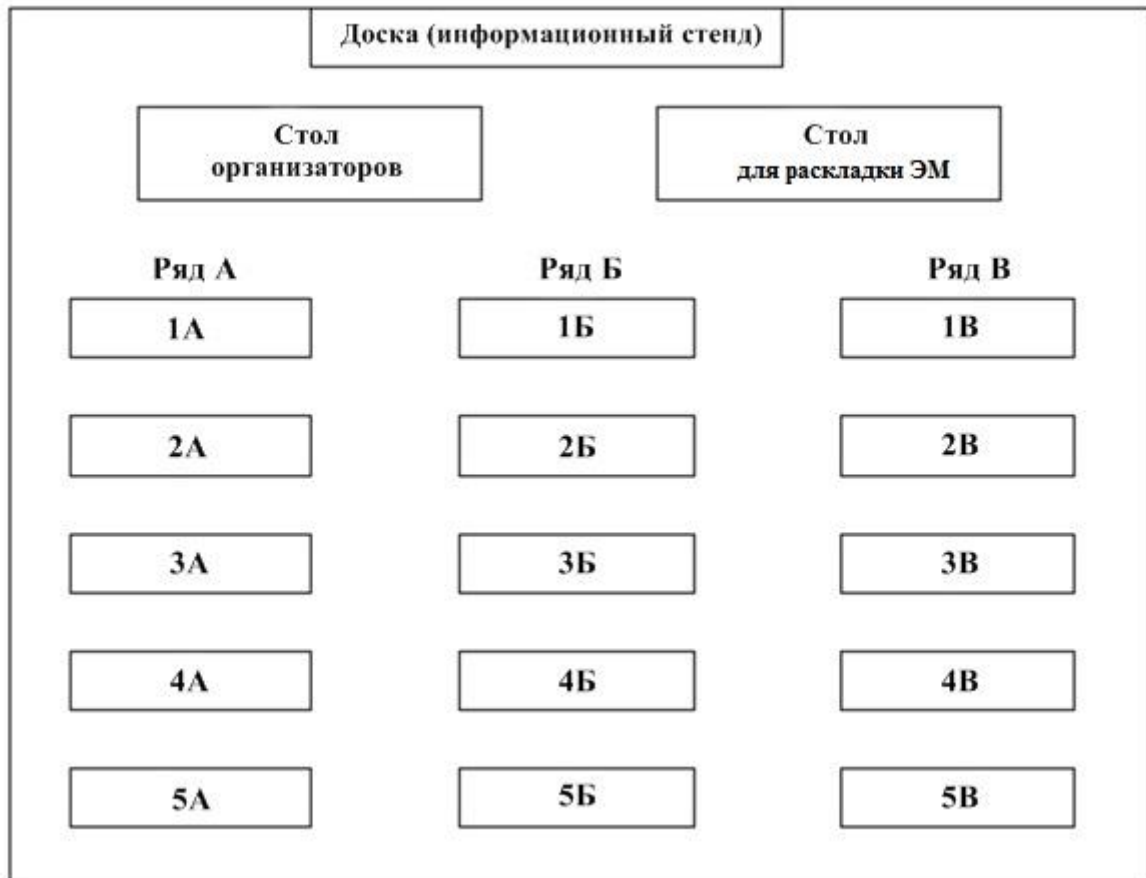 Доска (информационный стенд)
Стол
организаторов
Стол
для раскладки ЭМ
Ряд А
Ряд Б
Ряд В
1А
1Б
1В
2А
2Б
2В
3А
3Б
3В
4А
4Б
4В
5А
5Б
5В